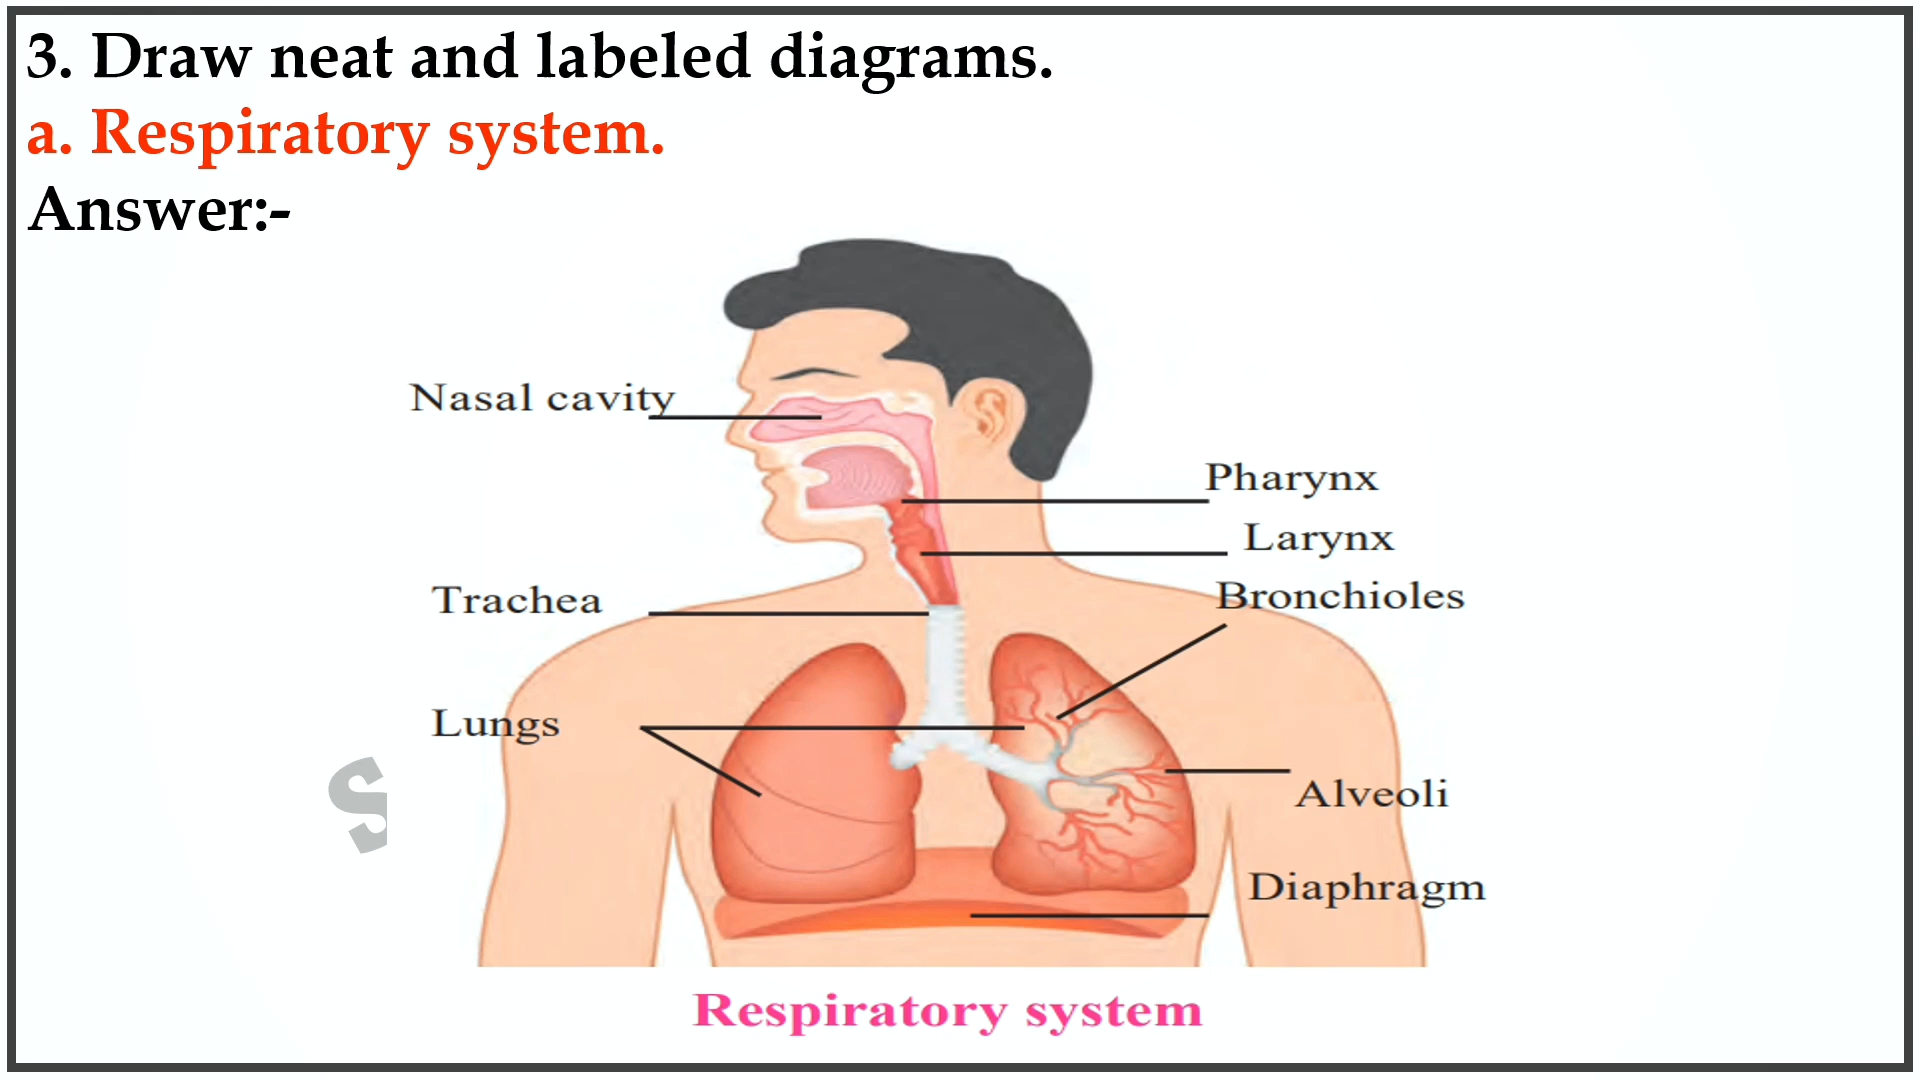 3. Draw neat and labeled diagrams.
a. Respiratory system.
Answer:-
Nasal cavity
Pharynx
Larynx
Bronchioles
Trachea
Lungs
S
Alveoli
Diaphragm
Respiratory system